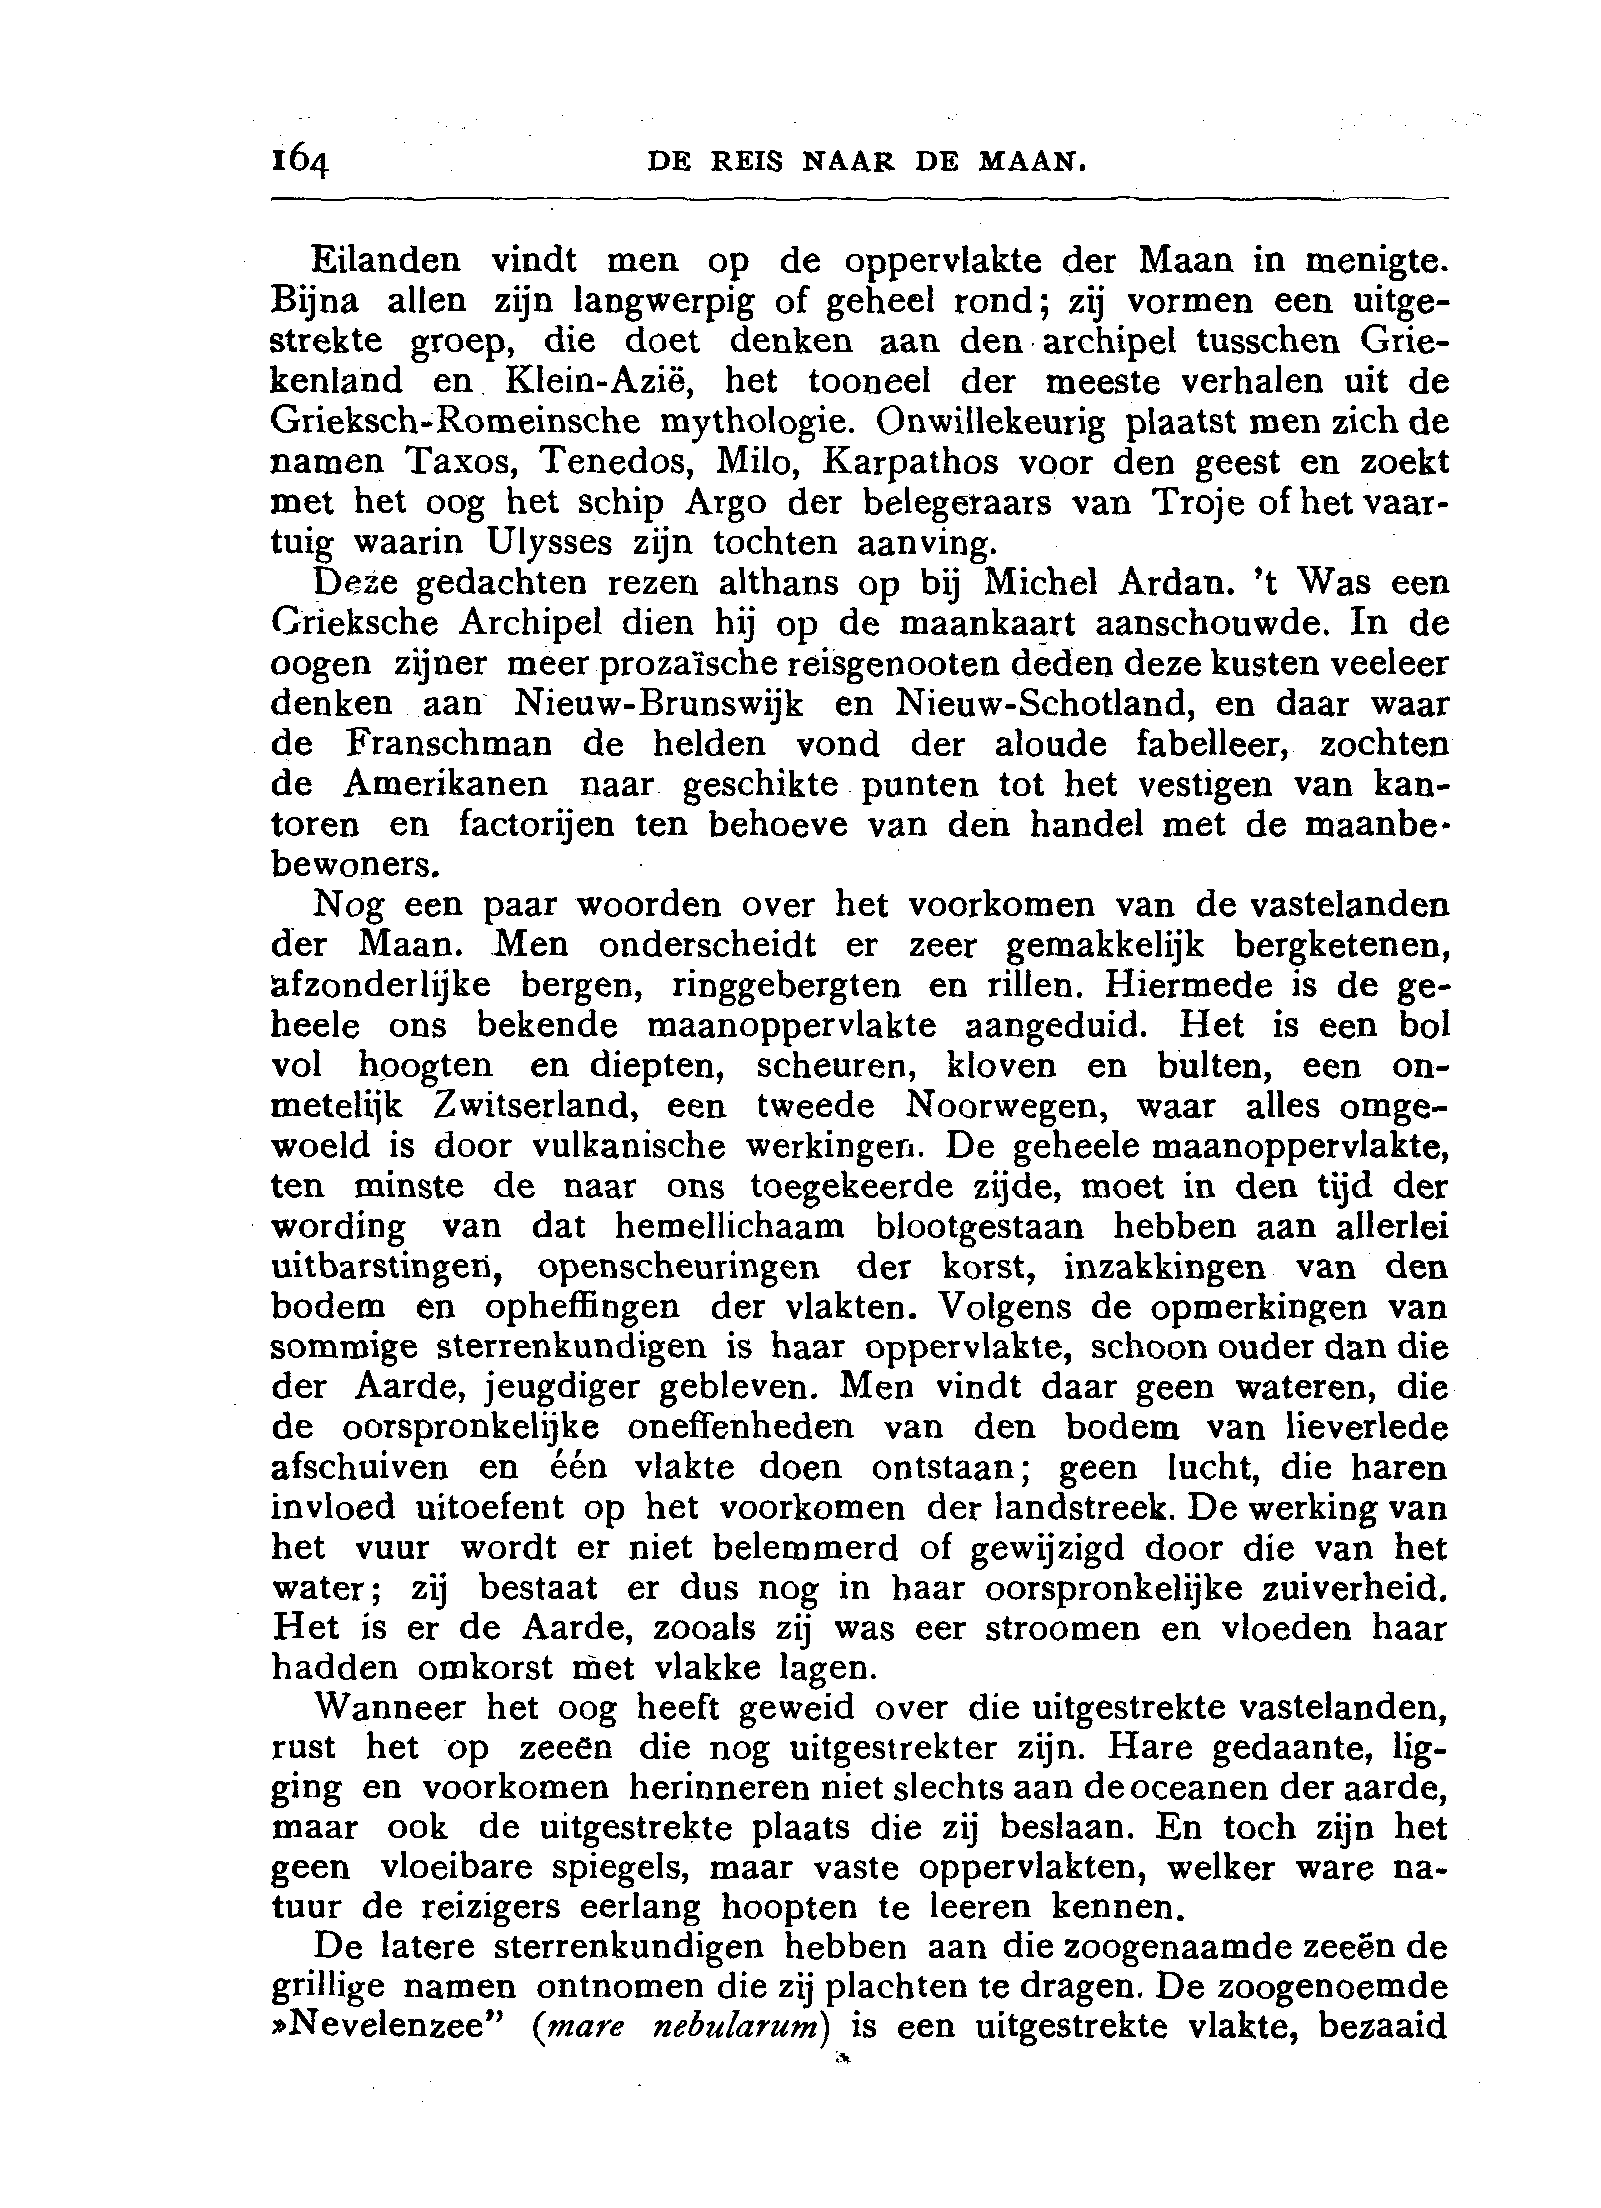 164 DE REIS NAAR DE MAAN.
Eilanden vindt men op de oppervlakte der Maan in menigte.
Bijna allen zijn langwerpig of geheel rond; zij vormen een uitge-
strekte groep, die doet denken aan den archipel tusschen Grie-
kenland en Klein-Azië, het tooneel der meeste verhalen uit de
Grieksch-Romeinsche mythologie. Onwillekeurig plaatst men zich de
namen Taxos, Tenedos, Milo, Karpathos voor den geest en zoekt
met het oog het schip Argo der belegeraars van Troje of het vaar-
tuig waarin Ulysses zijn tochten aanving.
Deze gedachten rezen althans op bij Michel Ardan. 't Was een
Grieksche Archipel dien hij op de maankaart aanschouwde. In de
oogen zijner meer prozaïsche reisgenooten deden deze kusten veeleer
denken aan Nieuw-Brunswijk en Nieuw-Schotland, en daar waar
de Franschman de helden vond der aloude fabelleer, zochten
de Amerikanen naar geschikte punten tot het vestigen van kan-
toren en factorijen ten behoeve van den handel met de maanbe-
bewoners.
Nog een paar woorden over het voorkomen van de vastelanden
der Maan. Men onderscheidt er zeer gemakkelijk bergketenen,
afzonderlijke bergen, ringgebergten en rillen. Hiermede is de ge-
heele ons bekende maanoppervlakte aangeduid. Het is een bol
vol hoogten en diepten, scheuren, kloven en bulten, een on-
metelijk Zwitserland, een tweede Noorwegen, waar alles omge-
woeld is door vulkanische werkingen. De geheele maanoppervlakte,
ten minste de naar ons toegekeerde zijde, moet in den tijd der
wording van dat hemellichaam blootgestaan hebben aan allerlei
uitbarstingen, openscheuringen der korst, inzakkingen van den
bodem en opheffingen der vlakten. Volgens de opmerkingen van
sommige sterrenkundigen is haar oppervlakte, schoon ouder dan die
der Aarde, jeugdiger gebleven. Men vindt daar geen wateren, die
de oorspronkelijke oneffenheden van den bodem van lieverlede
afschuiven en één vlakte doen ontstaan; geen lucht, die haren
invloed uitoefent op het voorkomen der landstreek. De werking van
het vuur wordt er niet belemmerd of gewijzigd door die van het
water; zij bestaat er dus nog in haar oorspronkelijke zuiverheid.
Het is er de Aarde, zooals zij was eer stroomen en vloeden haar
hadden omkorst met vlakke lagen.
Wanneer het oog heeft geweid over die uitgestrekte vastelanden,
rust het op zeeën die nog uitgestrekter zijn. Hare gedaante, lig-
ging en voorkomen herinneren niet slechts aan de oceanen der aarde,
maar ook de uitgestrekte plaats die zij beslaan. En toch zijn het
geen vloeibare spiegels, maar vaste oppervlakten, welker ware na-
tuur de reizigers eerlang hoopten te leeren kennen.
De latere sterrenkundigen hebben aan die zoogenaamde zeeën de
grillige namen ontnomen die zij plachten te dragen. De zoogenoemde
»Nevelenzee" (mare nebularum) is een uitgestrekte vlakte, bezaaid